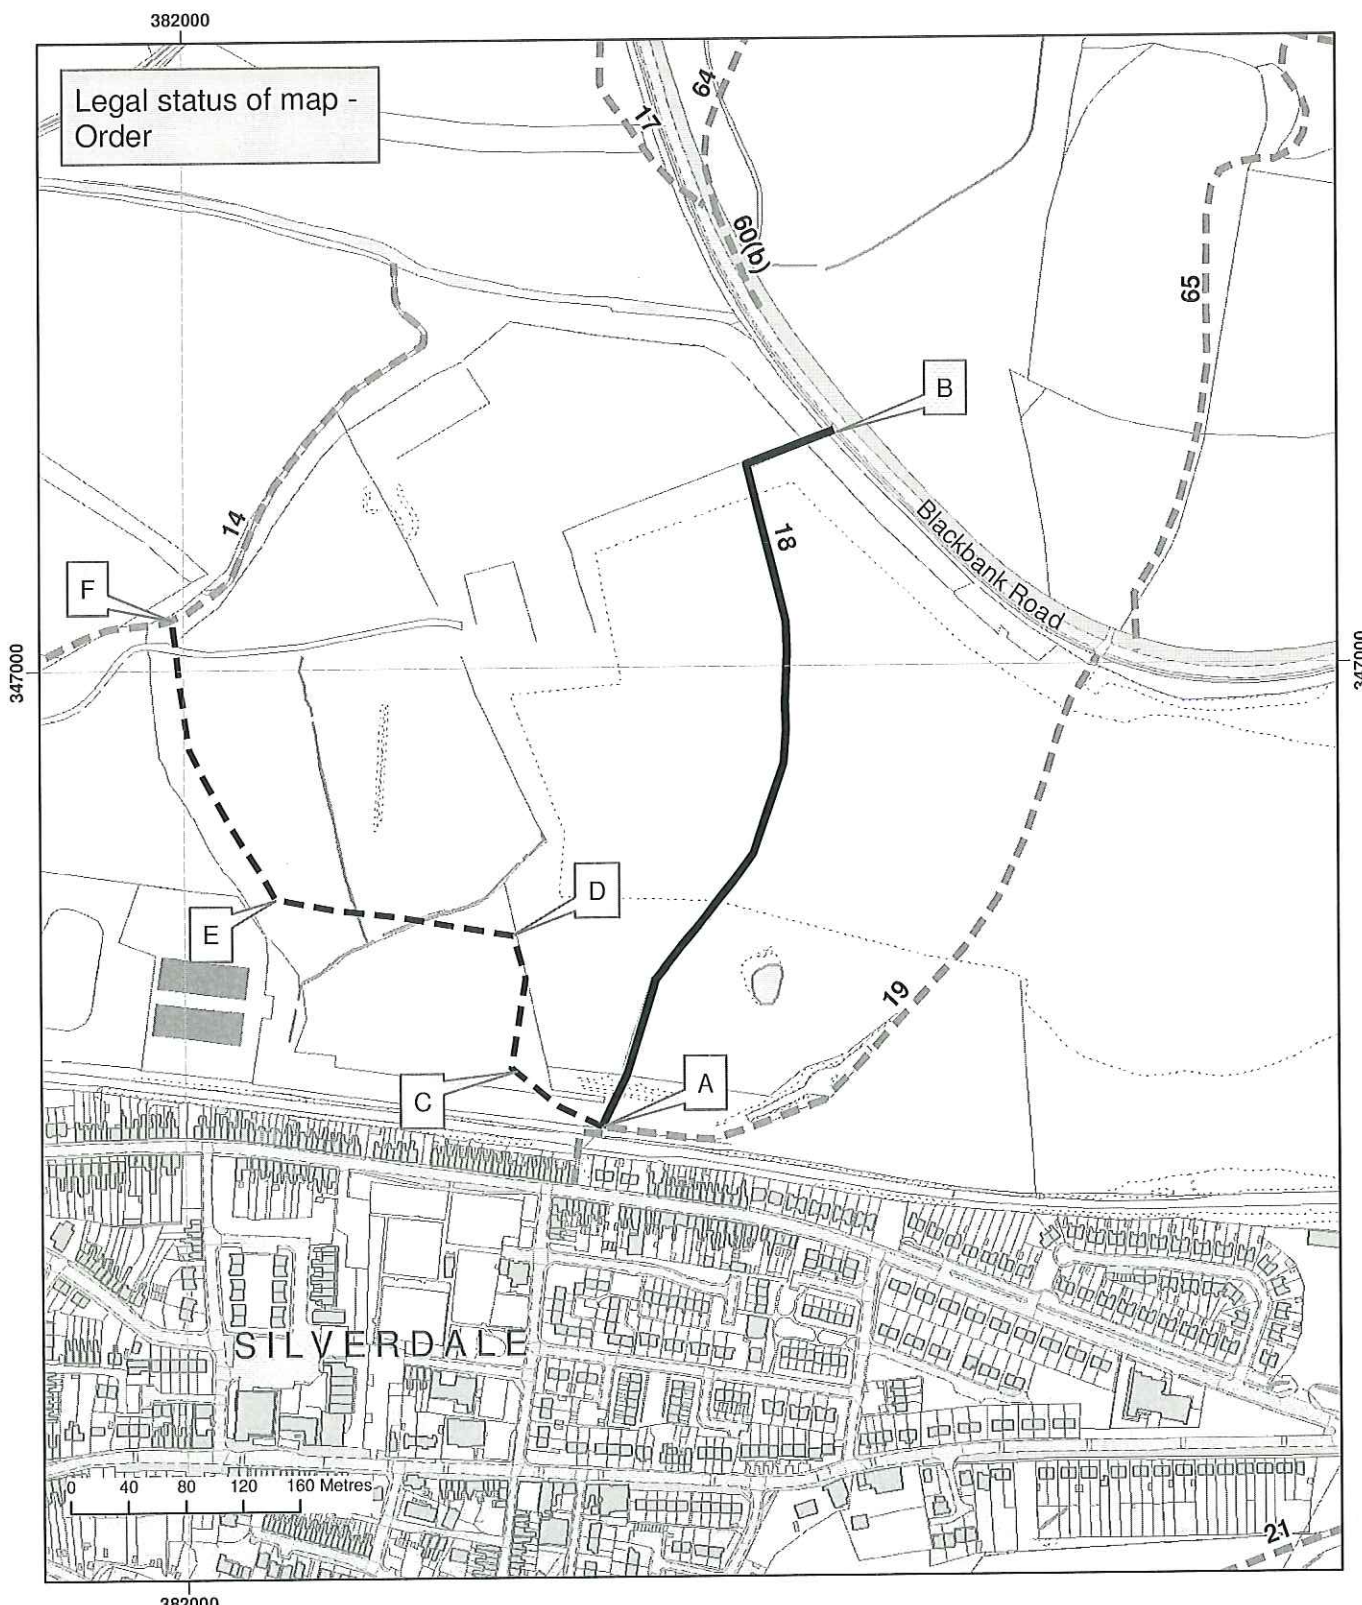 382000
Legal status of map -
Order
17
64
60(b)
65
B
14
18
Blackbank Road
F
347000
347000
D
E
19
A
C
SILVERDALE
0 40 80 120 160 Metres
21
382000